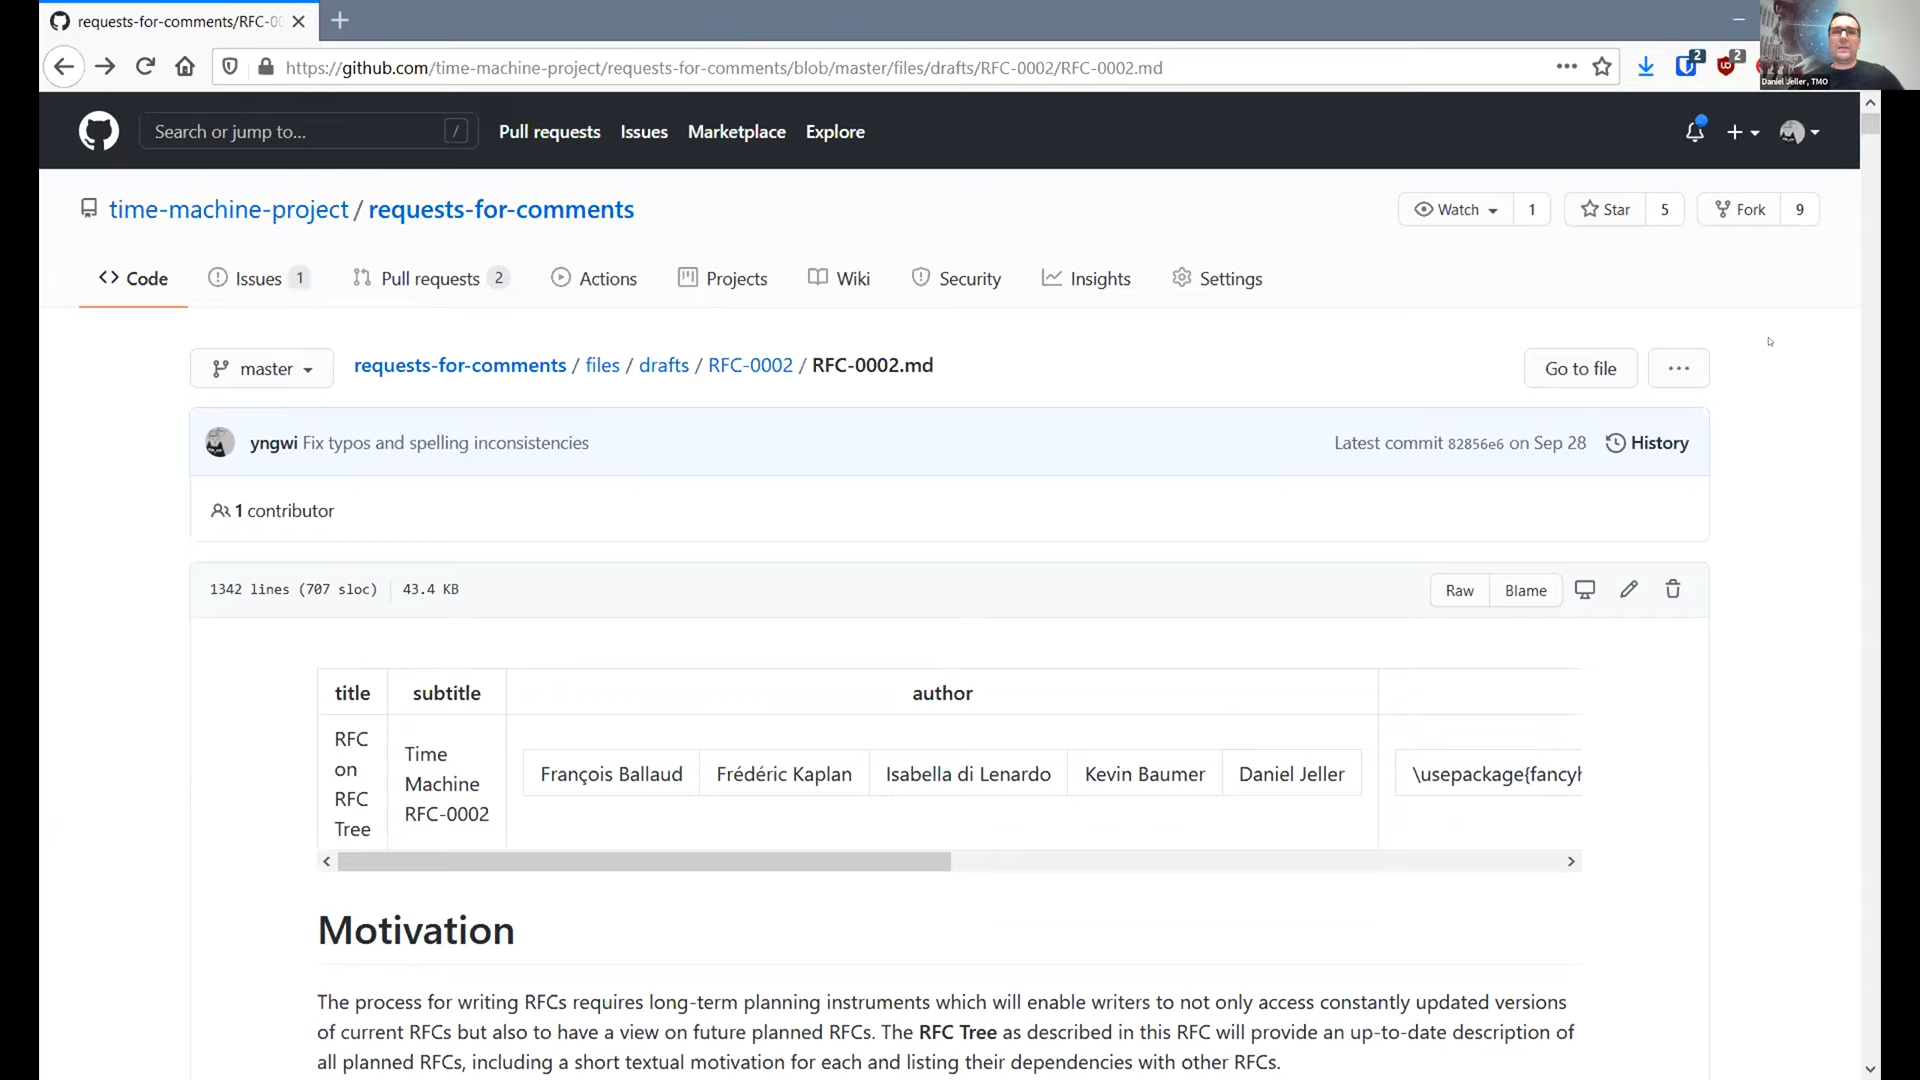 requests-for-comments/RFC-00
https://github.com/time-machine-project/requests-for-comments/blob/master/files/drafts/RFC-0002/RFC-0002.md
2
2
Daniel Jeller, TMO
Search or jump to...
/
Pull requests
Issues
Marketplace
Explore
time-machine-project / requests-for-comments
Watch
1
Star
5
Fork
9
Code
Issues 1
Pull requests 2
Actions
Projects
Wiki
Security
Insights
Settings
master
requests-for-comments / files / drafts / RFC-0002 / RFC-0002.md
Go to file
yngwi Fix typos and spelling inconsistencies
Latest commit 82856e6 on Sep 28
History
1 contributor
1342 lines (707 sloc)
43.4 KB
Raw
Blame
title
subtitle
author
RFC
on
RFC
Tree
Time
Machine
RFC-0002
François Ballaud
Frédéric Kaplan
Isabella di Lenardo
Kevin Baumer
Daniel Jeller
\usepackage{fancyh
Motivation
The process for writing RFCs requires long-term planning instruments which will enable writers to not only access constantly updated versions
of current RFCs but also to have a view on future planned RFCs. The RFC Tree as described in this RFC will provide an up-to-date description of
all planned RFCs, including a short textual motivation for each and listing their dependencies with other RFCs.